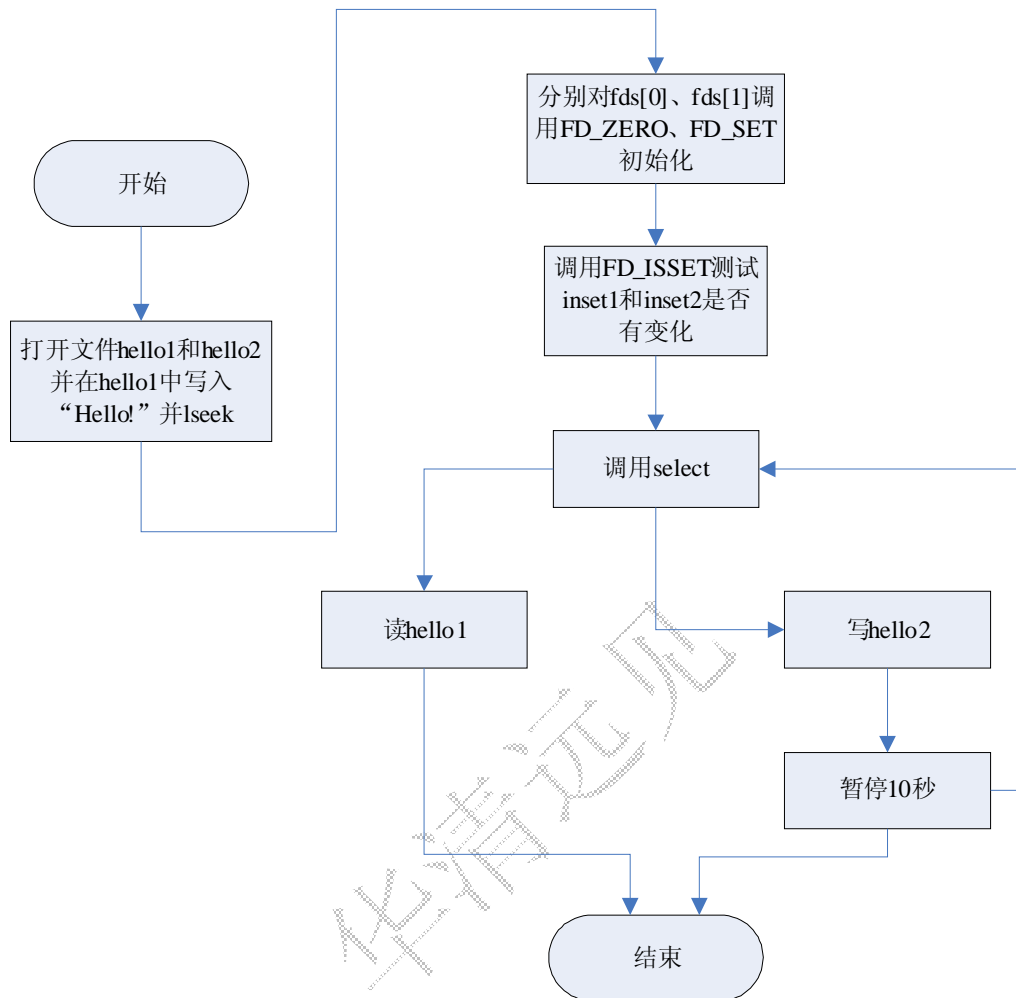 开始
打开文件hello1和hello2
并在hello1中写入
“Hello!”并lseek
分别对fds[0]、fds[1]调
用FD_ZERO、FD_SET
初始化
调用FD_ISSET测试
inset1和inset2是否
有变化
调用select
读hello1
写hello2
暂停10秒
结束
华清远见